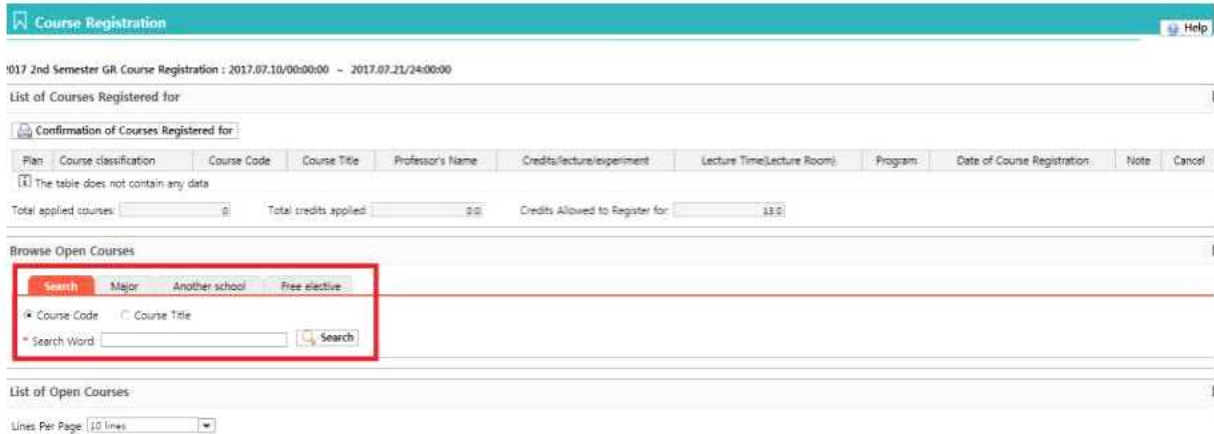 Course Registration
Help
2017 2nd Semester GR Course Registration : 2017.07.10/00:00:00 ~ 2017.07.21/24:00:00
List of Courses Registered for
Confirmation of Courses Registered for
Plan Course classification Course Code Course Title Professor's Name Credits/lecture/experiment Lecture Time(Lecture Room) Program Date of Course Registration Note Cancel
The table does not contain any data
Total applied courses: 0 Total credits applied: 0.0 Credits Allowed to Register for: 13.0
Browse Open Courses
Search Major Another school Free elective
Course Code Course Title
* Search Word Search
List of Open Courses
Lines Per Page 10 lines